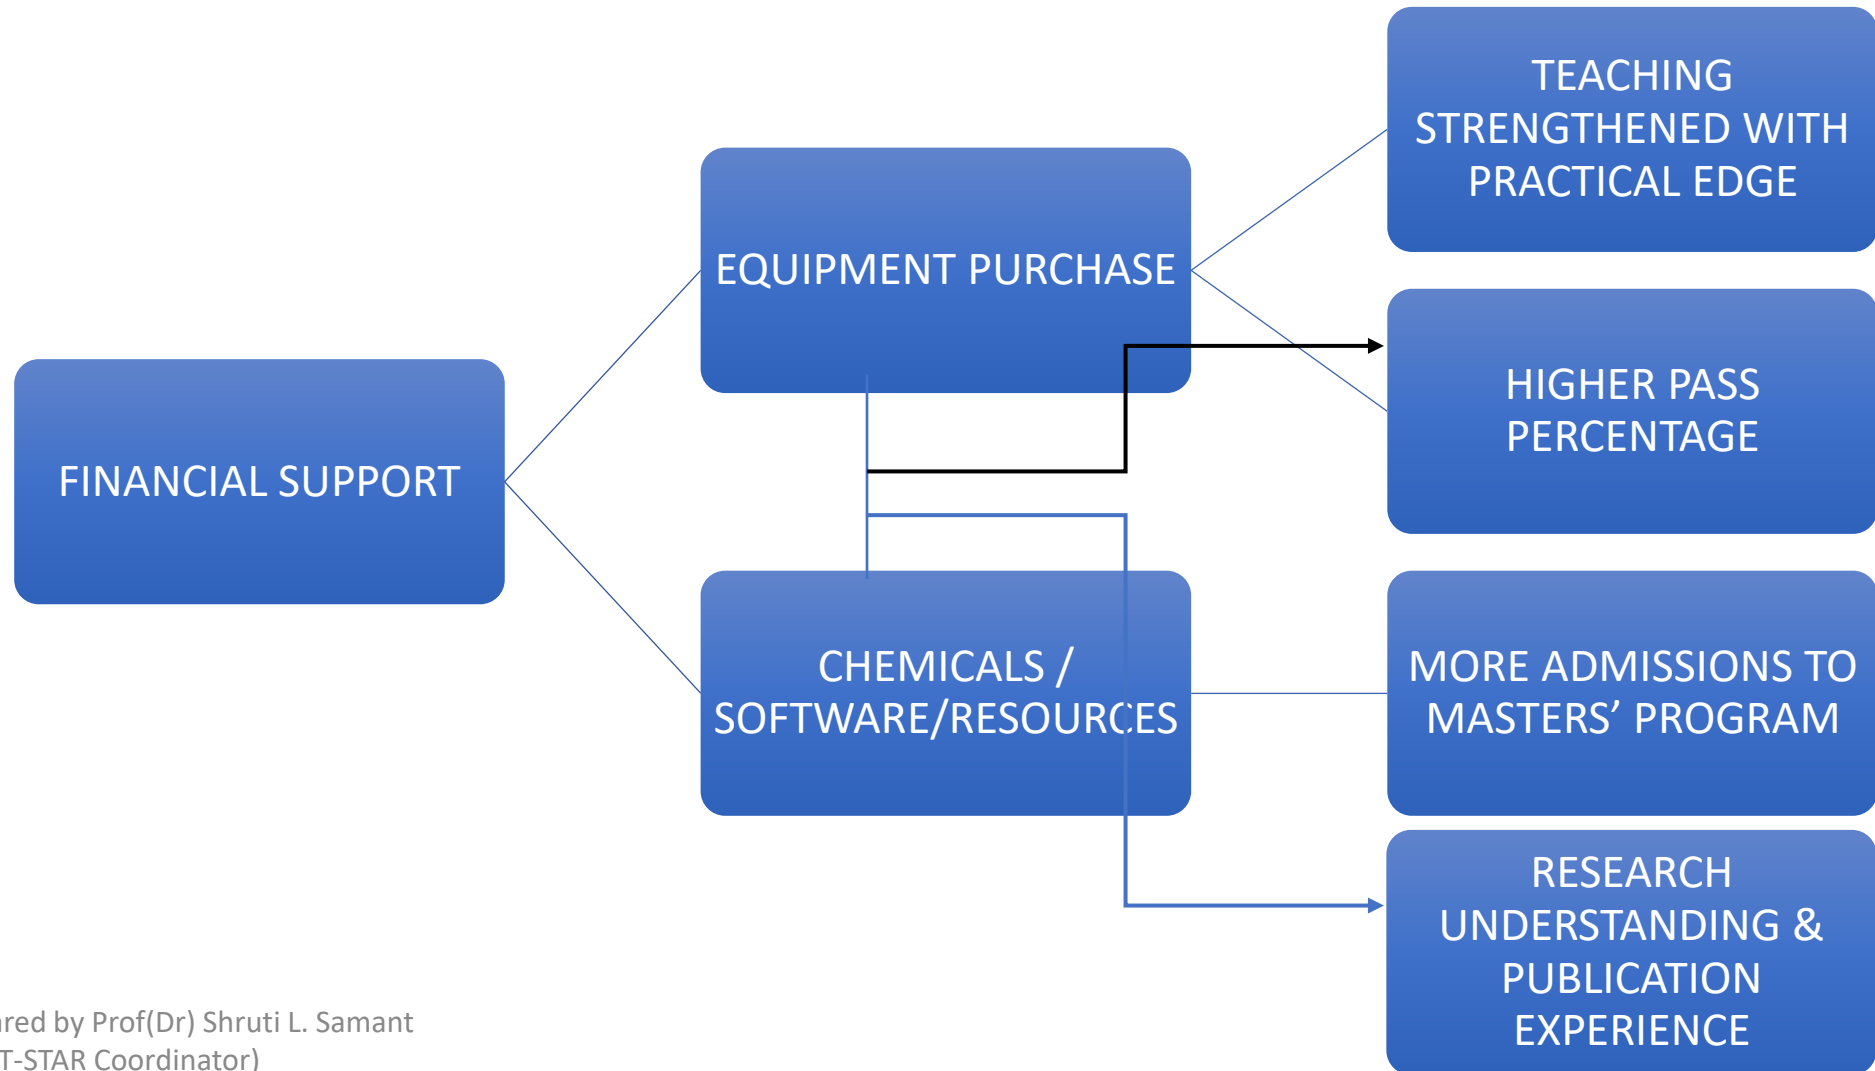 FINANCIAL SUPPORT
EQUIPMENT PURCHASE
CHEMICALS /
SOFTWARE/RESOURCES
TEACHING
STRENGTHENED WITH
PRACTICAL EDGE
HIGHER PASS
PERCENTAGE
MORE ADMISSIONS TO
MASTERS’ PROGRAM
RESEARCH
UNDERSTANDING &
PUBLICATION
EXPERIENCE
by Prof(Dr) Shruti L. Samant
T-STAR Coordinator)